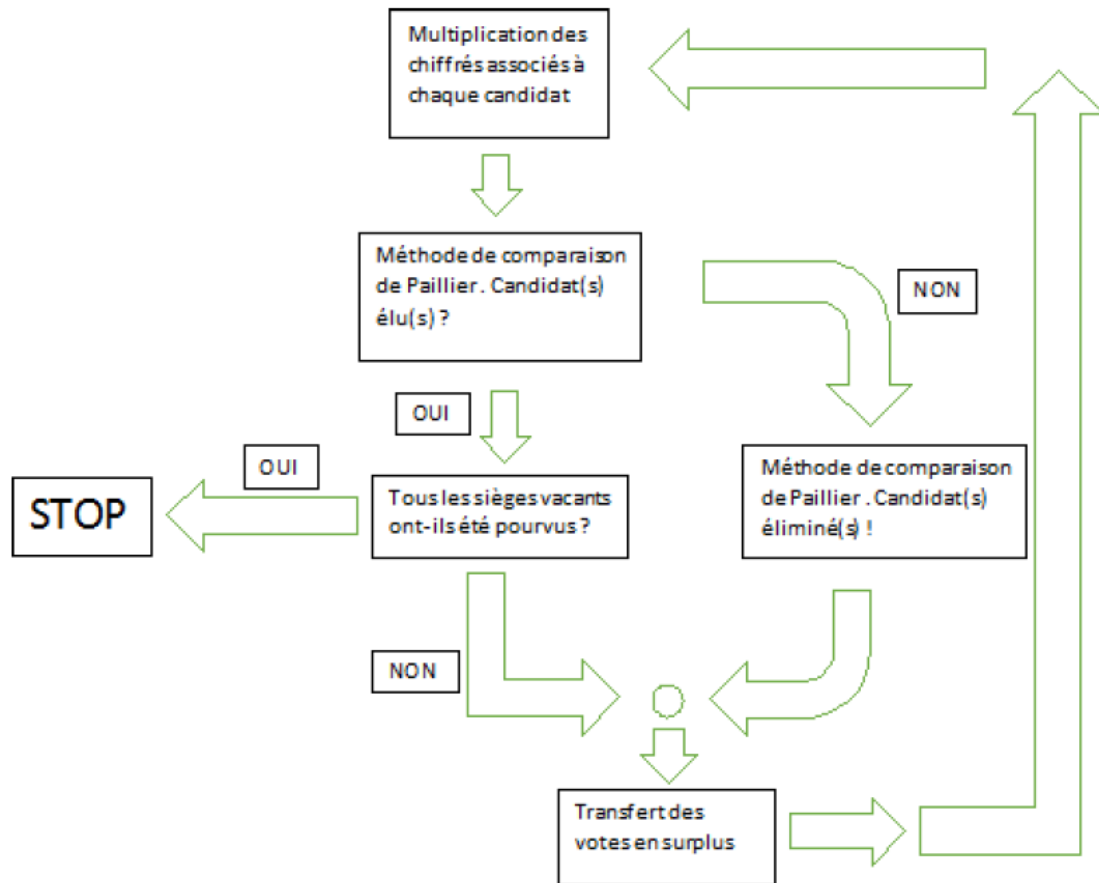 Multiplication des
chiffrés associés à
chaque candidat
Méthode de comparaison
de Paillier. Candidat(s)
élu(s) ?
NON
OUI
OUI
STOP
Tous les sièges vacants
ont-ils été pourvus ?
Méthode de comparaison
de Paillier. Candidat(s)
éliminé(s) !
NON
Transfert des
votes en surplus